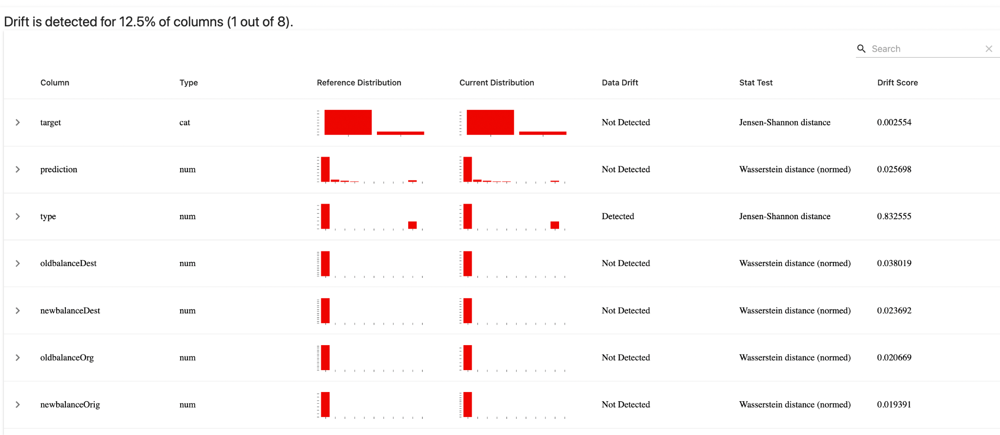 Drift is detected for 12.5% of columns (1 out of 8).
Search
Column Type Reference Distribution Current Distribution Data Drift Stat Test Drift Score
target cat Not Detected Jensen-Shannon distance 0.002554
prediction num Not Detected Wasserstein distance (normed) 0.025698
type num Detected Jensen-Shannon distance 0.832555
oldbalanceDest num Not Detected Wasserstein distance (normed) 0.038019
newbalanceDest num Not Detected Wasserstein distance (normed) 0.023692
oldbalanceOrg num Not Detected Wasserstein distance (normed) 0.020669
newbalanceOrig num Not Detected Wasserstein distance (normed) 0.019391